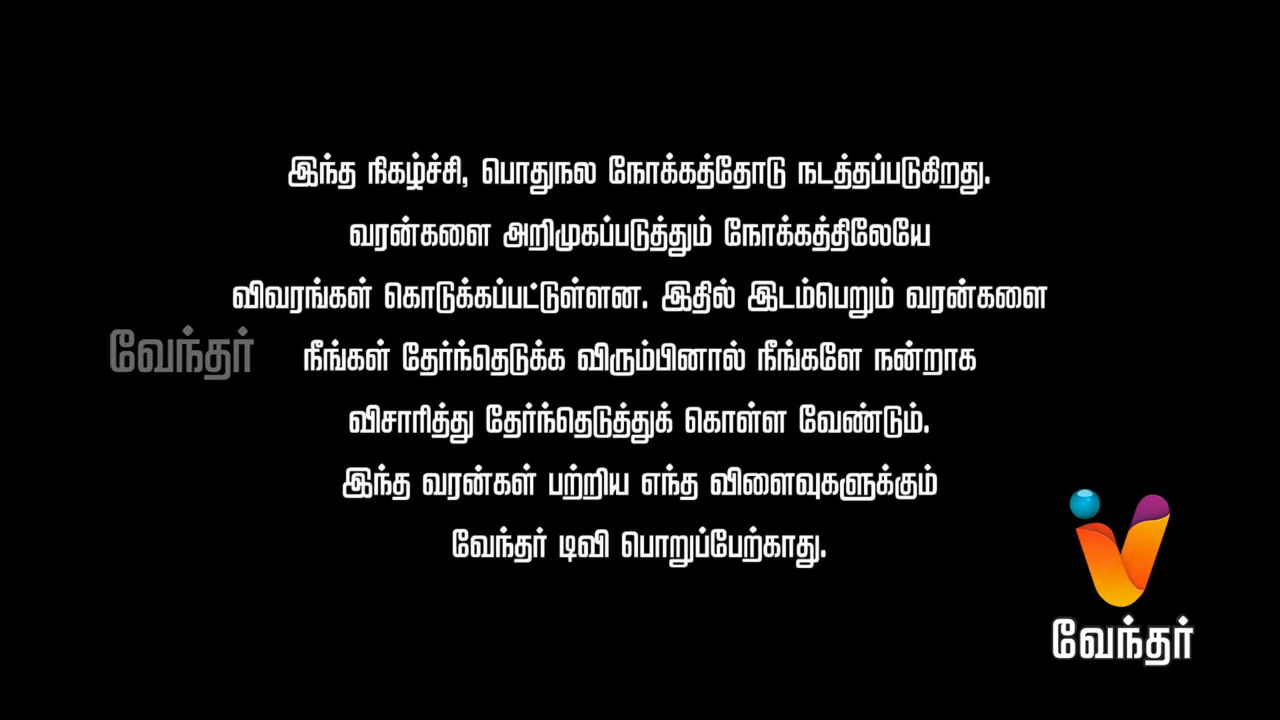 இந்த நிகழ்ச்சி, பொதுநல நோக்கத்தோடு நடத்தப்படுகிறது.
வரன்களை அறிமுகப்படுத்தும் நோக்கத்திலேயே
விவரங்கள் கொடுக்கப்பட்டுள்ளன. இதில் இடம்பெறும் வரன்களை
வேந்தர்
நீங்கள் தேர்ந்தெடுக்க விரும்பினால் நீங்களே நன்றாக
விசாரித்து தேர்ந்தெடுத்துக் கொள்ள வேண்டும்.
இந்த வரன்கள் பற்றிய எந்த விளைவுகளுக்கும்
வேந்தர் டிவி பொறுப்பேற்காது.
வேந்தர்